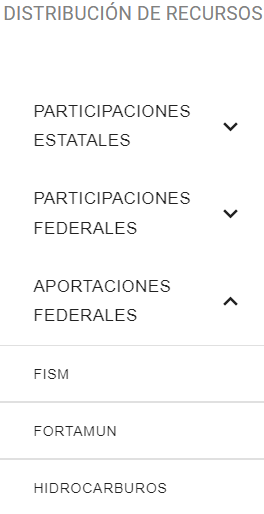 DISTRIBUCIÓN DE RECURSOS
PARTICIPACIONES
ESTATALES
PARTICIPACIONES
FEDERALES
APORTACIONES
FEDERALES
FISM
FORTAMUN
HIDROCARBUROS